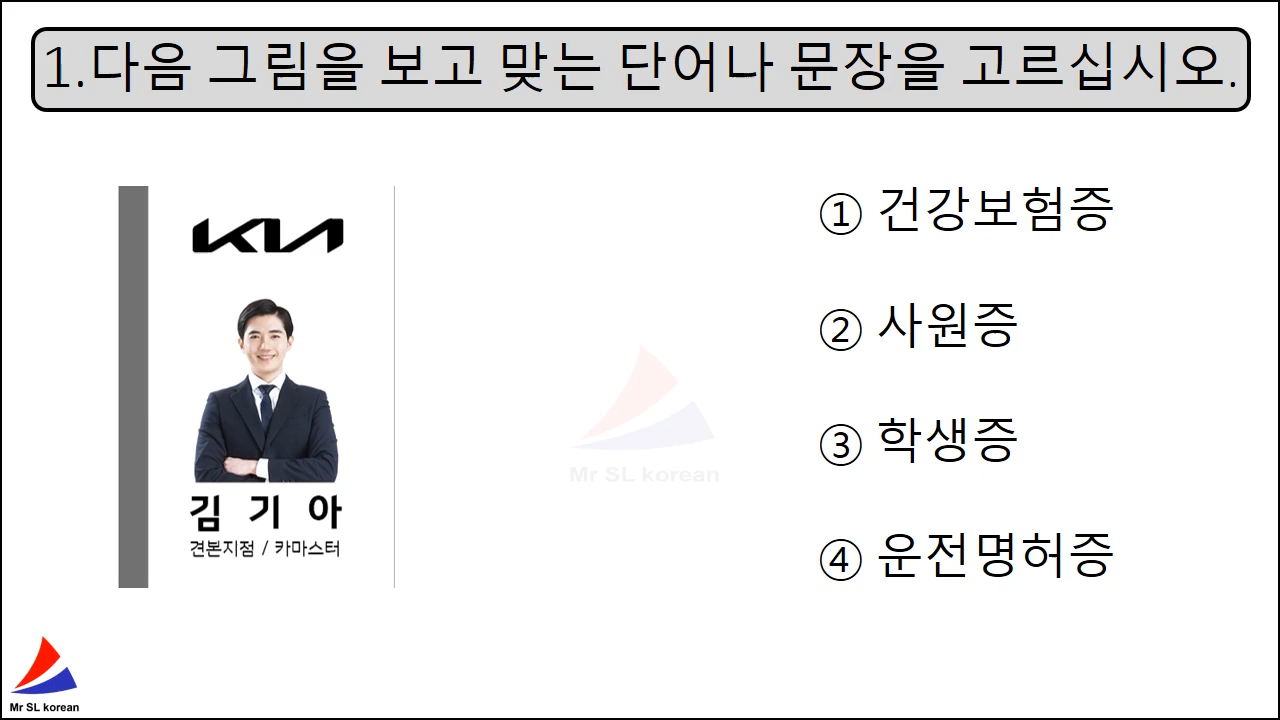 1.다음 그림을 보고 맞는 단어나 문장을 고르십시오.
KIA
김 기 아
견본지점 / 카마스터
① 건강보험증
② 사원증
③ 학생증
④ 운전명허증
Mr SL korean
Mr SL korean